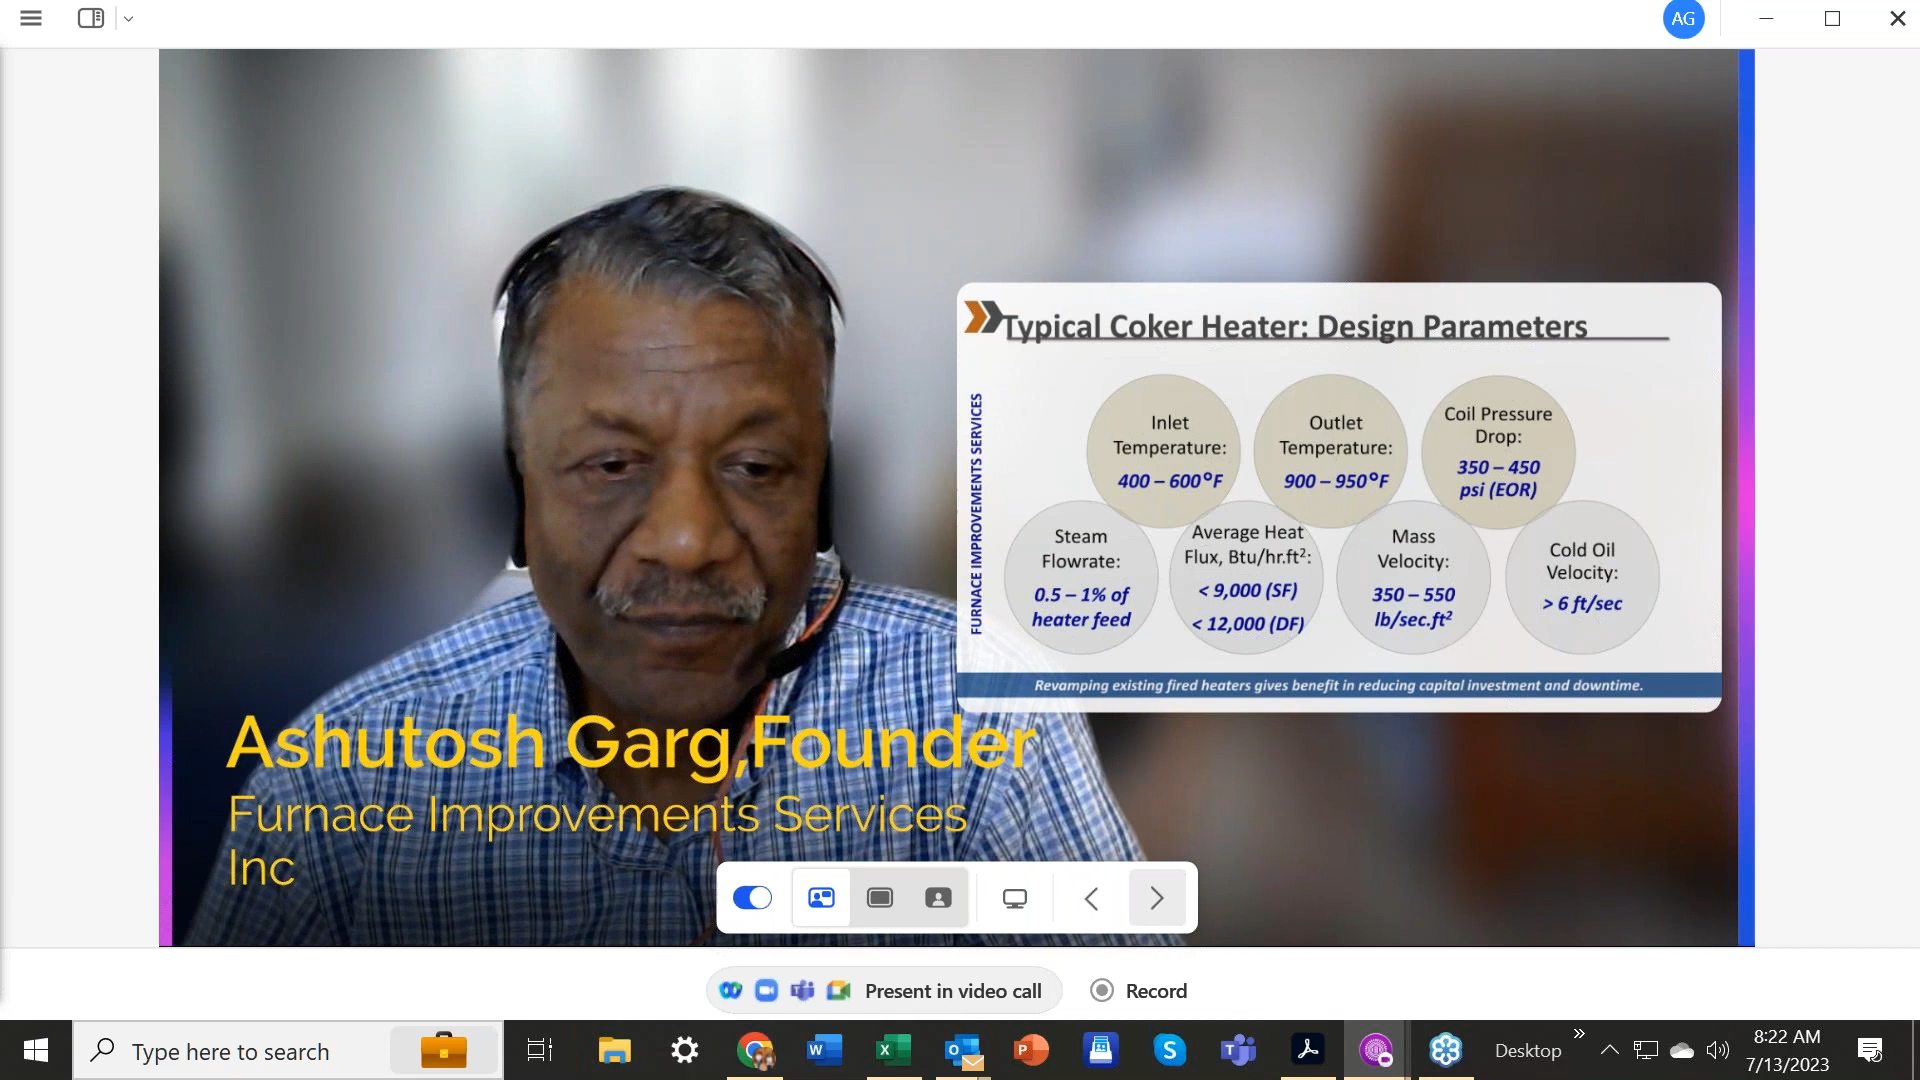 AG
Typical Coker Heater: Design Parameters
FURNACE IMPROVEMENTS SERVICES
Inlet
Temperature:
400 – 600°F
Outlet
Temperature:
900 – 950°F
Coil Pressure
Drop:
350 – 450
psi (EOR)
Steam
Flowrate:
0.5 – 1% of
heater feed
Average Heat
Flux, Btu/hr.ft²:
< 9,000 (SF)
< 12,000 (DF)
Mass
Velocity:
350 – 550
lb/sec.ft²
Cold Oil
Velocity:
> 6 ft/sec
Revamping existing fired heaters gives benefit in reducing capital investment and downtime.
Ashutosh Garg,Founder
Furnace Improvements Services
Inc
Present in video call
Record
Type here to search
Desktop
8:22 AM
7/13/2023